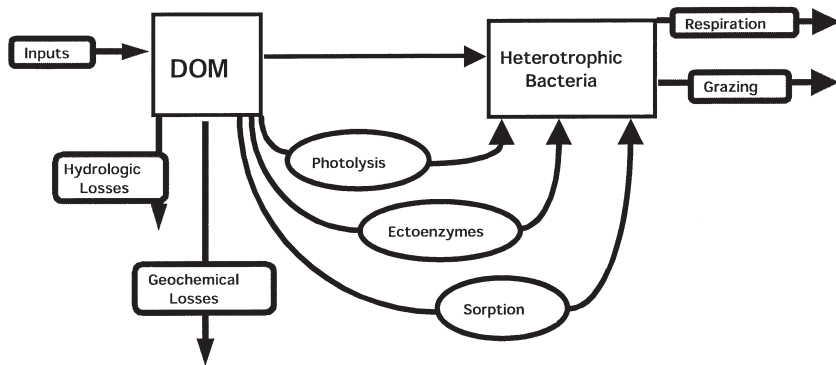 Inputs
DOM
Heterotrophic
Bacteria
Respiration
Grazing
Hydrologic
Losses
Photolysis
Ectoenzymes
Geochemical
Losses
Sorption